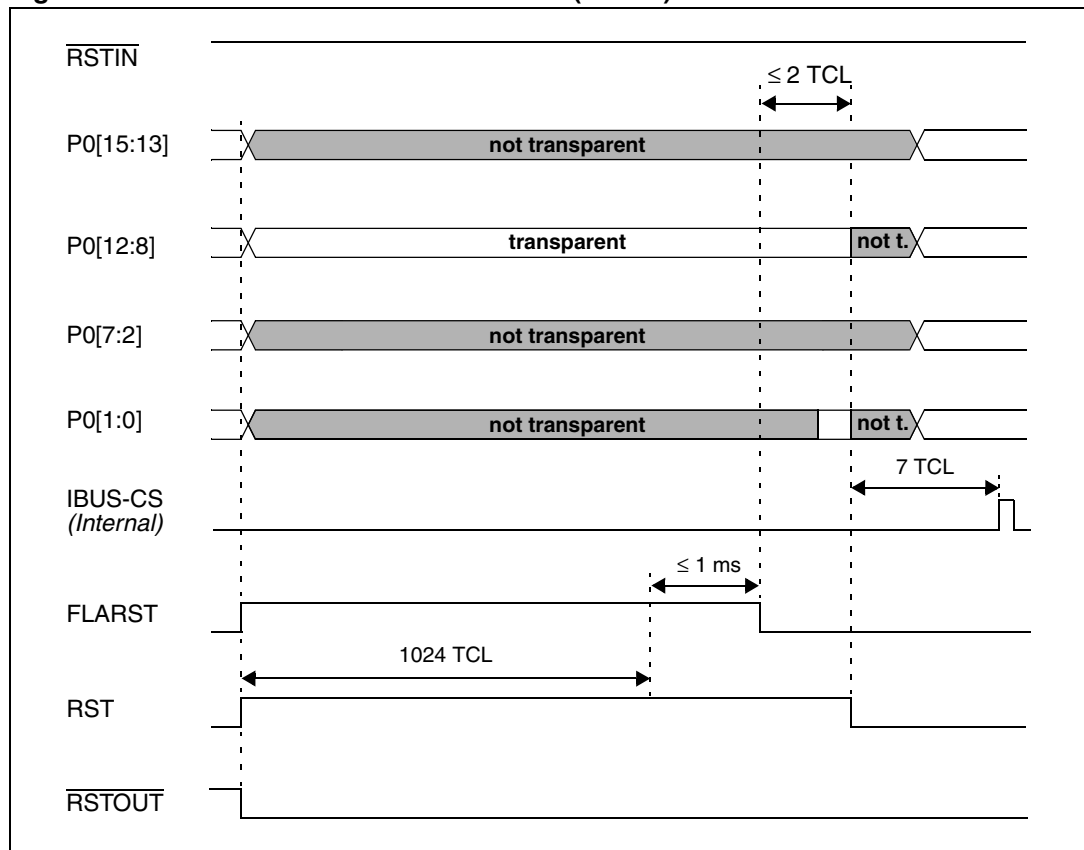 RSTIN
≤ 2 TCL
P0[15:13]
not transparent
P0[12:8]
transparent
not t.
P0[7:2]
not transparent
P0[1:0]
not transparent
not t.
7 TCL
IBUS-CS
(Internal)
≤ 1 ms
FLARST
1024 TCL
RST
RSTOUT